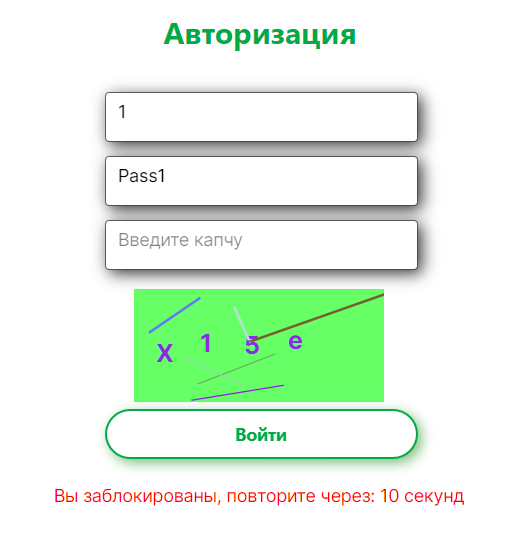 Авторизация
1
Pass1
Введите капчу
X 1 5 e
Войти
Вы заблокированы, повторите через: 10 секунд